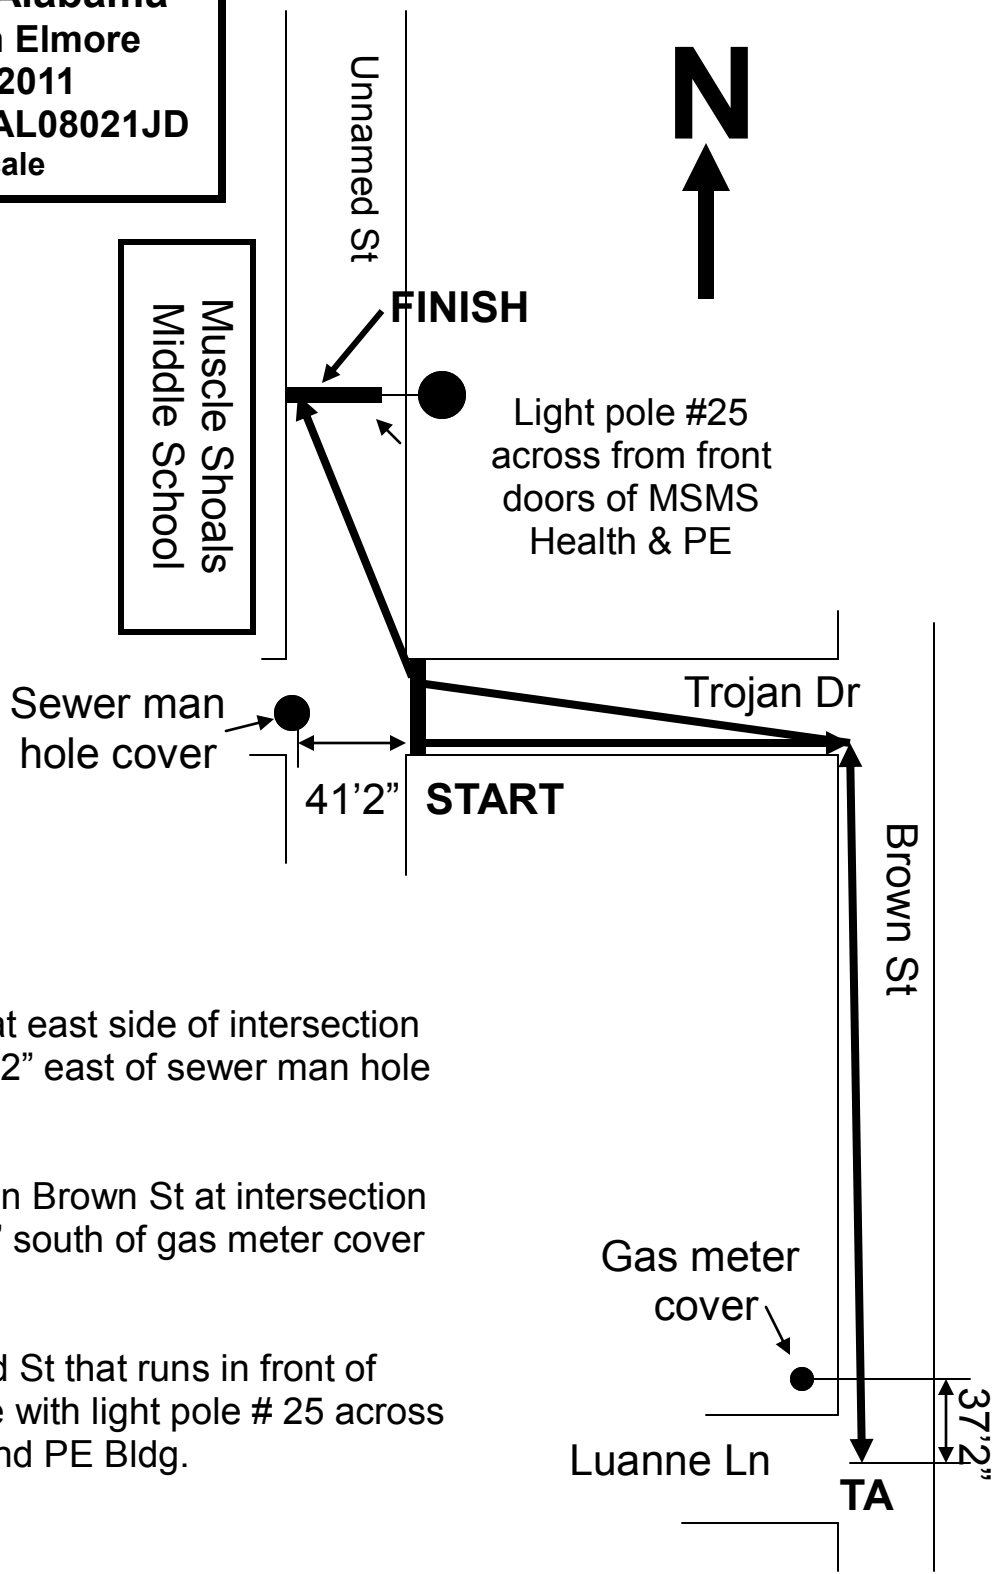 Alabama
Elmore
2011
AL08021JD
Unnamed St
N
FINISH
Muscle Shoals
Middle School
Light pole #25
across from front
doors of MSMS
Health & PE
Sewer man
hole cover
Trojan Dr
41’2”
START
Brown St
at east side of intersection
2” east of sewer man hole
Brown St at intersection
south of gas meter cover
Gas meter
cover
St that runs in front of
with light pole # 25 across
PE Bldg.
37’2”
Luanne Ln
TA